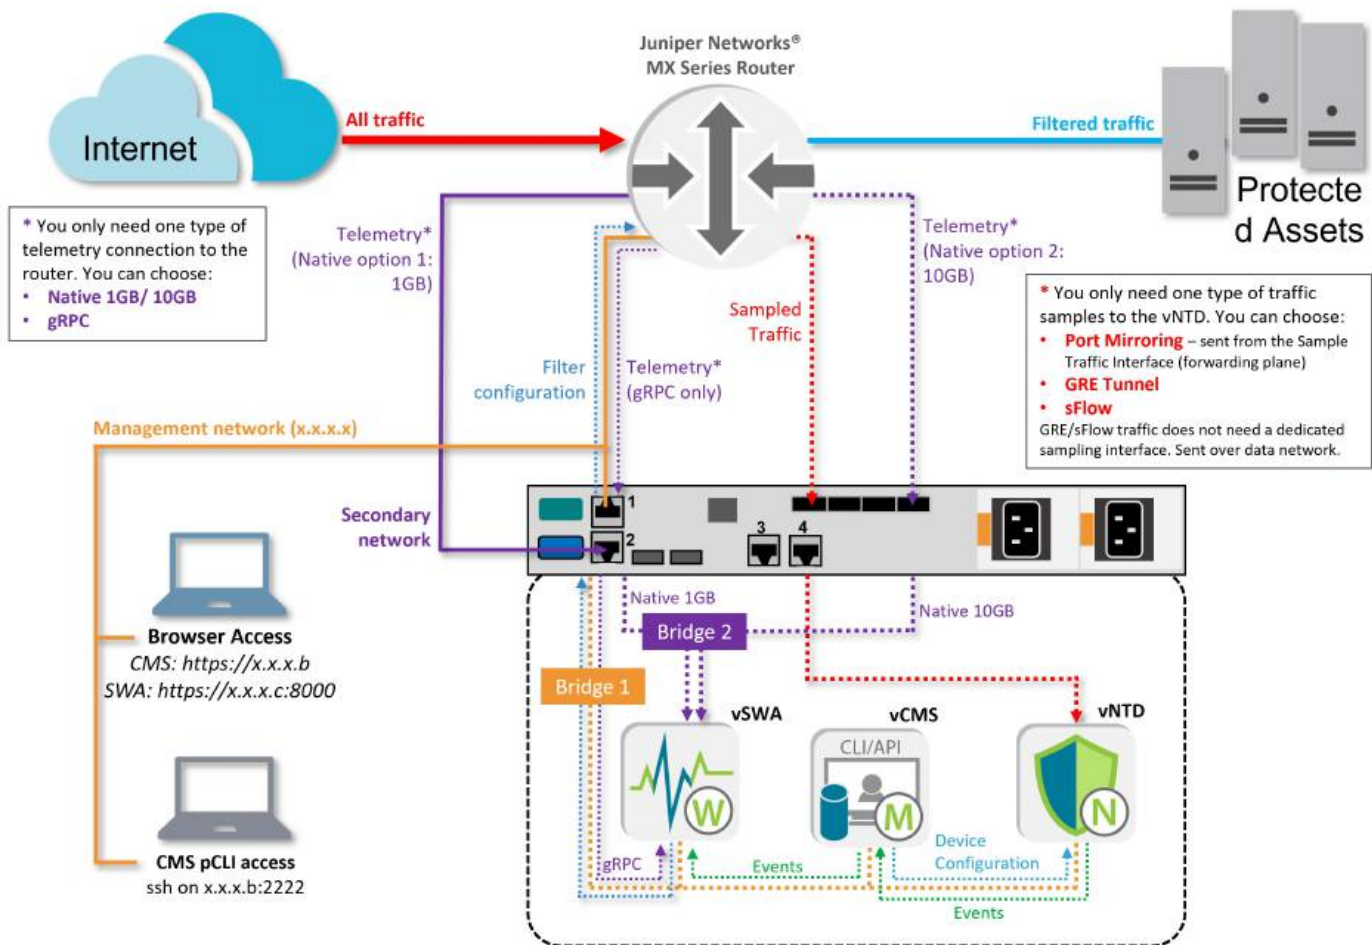 Juniper Networks®
MX Series Router
Internet
All traffic
Filtered traffic
Protecte
d Assets
* You only need one type of
telemetry connection to the
router. You can choose:
• Native 1GB/ 10GB
• gRPC
Telemetry*
(Native option 1:
1GB)
Telemetry*
(Native option 2:
10GB)
* You only need one type of traffic
samples to the vNTD. You can choose:
• Port Mirroring – sent from the Sample
Traffic Interface (forwarding plane)
• GRE Tunnel
• sFlow
GRE/sFlow traffic does not need a dedicated
sampling interface. Sent over data network.
Sampled
Traffic
Filter
configuration
Telemetry*
(gRPC only)
Management network (x.x.x.x)
Secondary
network
1
2
3
4
Browser Access
CMS: https://x.x.x.b
SWA: https://x.x.x.c:8000
CMS pCLI access
ssh on x.x.x.b:2222
Native 1GB
Native 10GB
Bridge 2
Bridge 1
vSWA
vCMS
vNTD
CLI/API
W
M
N
gRPC
Events
Device
Configuration
Events